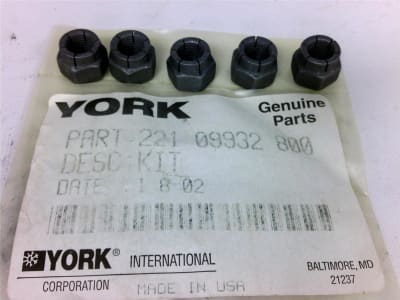 YORK Genuine
Parts
PART 221 09932 800
DESC:KIT
DATE :1 8-02
YORK® INTERNATIONAL
CORPORATION MADE IN USA
BALTIMORE, MD
21237